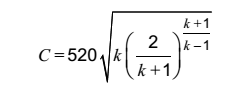 C = 520 √(k (2 / (k + 1))^((k + 1) / (k − 1)))